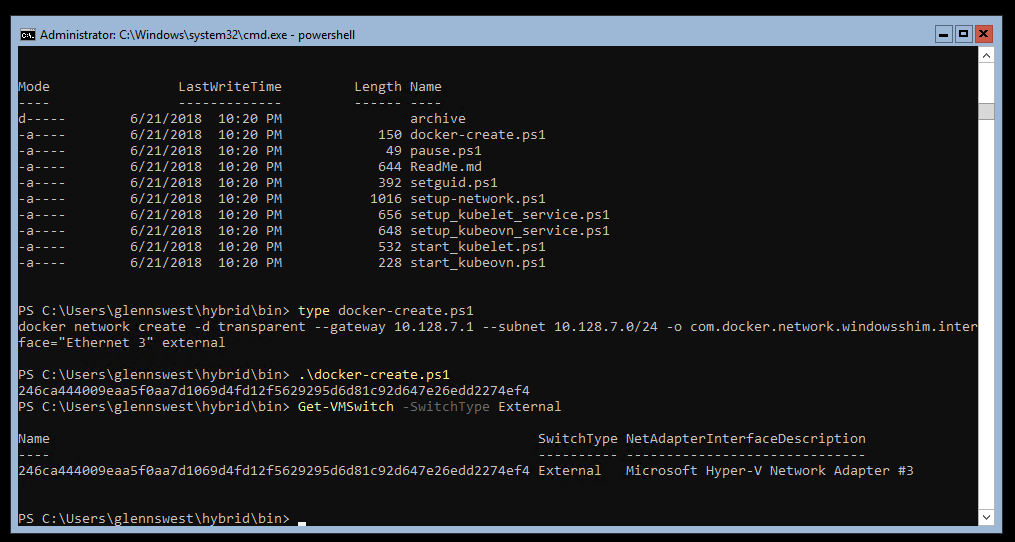 Administrator: C:\Windows\system32\cmd.exe - powershell
Mode                LastWriteTime         Length Name
----                -------------         ------ ----
d-----        6/21/2018  10:20 PM                archive
-a----        6/21/2018  10:20 PM            150 docker-create.ps1
-a----        6/21/2018  10:20 PM             49 pause.ps1
-a----        6/21/2018  10:20 PM            644 ReadMe.md
-a----        6/21/2018  10:20 PM            392 setguid.ps1
-a----        6/21/2018  10:20 PM           1016 setup-network.ps1
-a----        6/21/2018  10:20 PM            656 setup_kubelet_service.ps1
-a----        6/21/2018  10:20 PM            648 setup_kubeovn_service.ps1
-a----        6/21/2018  10:20 PM            532 start_kubelet.ps1
-a----        6/21/2018  10:20 PM            228 start_kubeovn.ps1
PS C:\Users\glennswest\hybrid\bin> type docker-create.ps1
docker network create -d transparent --gateway 10.128.7.1 --subnet 10.128.7.0/24 -o com.docker.network.windowsshim.inter
face="Ethernet 3" external
PS C:\Users\glennswest\hybrid\bin> .\docker-create.ps1
246ca444009eaa5f0aa7d1069d4fd12f5629295d6d81c92d647e26edd2274ef4
PS C:\Users\glennswest\hybrid\bin> Get-VMSwitch -SwitchType External
Name                                                             SwitchType NetAdapterInterfaceDescription
----                                                             ---------- ------------------------------
246ca444009eaa5f0aa7d1069d4fd12f5629295d6d81c92d647e26edd2274ef4 External   Microsoft Hyper-V Network Adapter #3
PS C:\Users\glennswest\hybrid\bin>